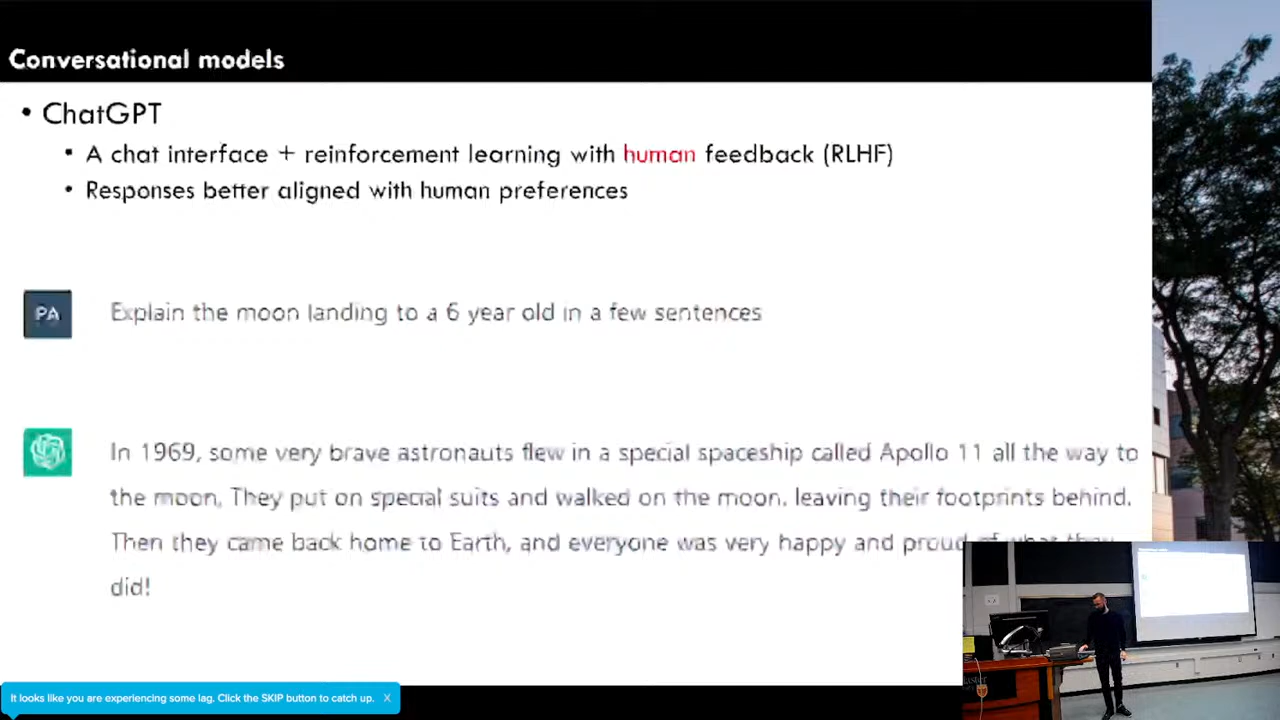 Conversational models
• ChatGPT
• A chat interface + reinforcement learning with human feedback (RLHF)
• Responses better aligned with human preferences
PA
Explain the moon landing to a 6 year old in a few sentences
In 1969, some very brave astronauts flew in a special spaceship called Apollo 11 all the way to
the moon. They put on special suits and walked on the moon, leaving their footprints behind.
Then they came back home to Earth, and everyone was very happy and proud of what they
did!
It looks like you are experiencing some lag. Click the SKIP button to catch up. X